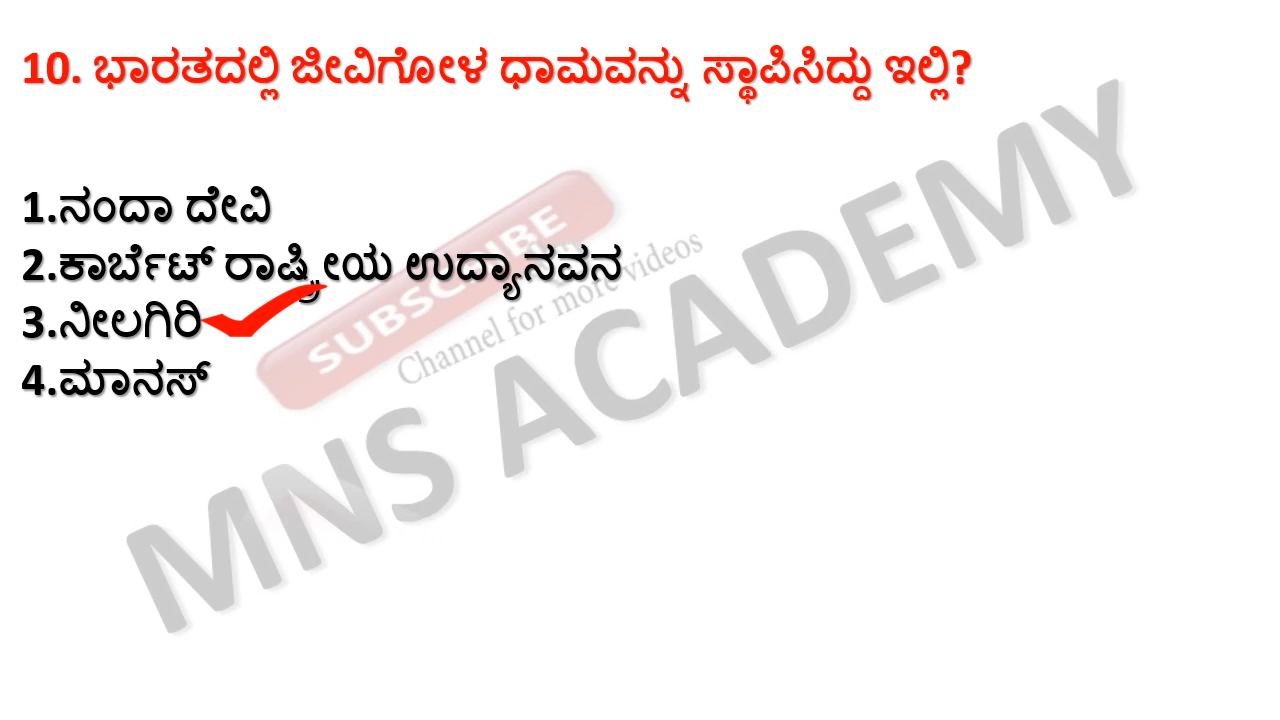 10. ಭಾರತದಲ್ಲಿ ಜೀವಿಗೋಳ ಧಾಮವನ್ನು ಸ್ಥಾಪಿಸಿದ್ದು ಇಲ್ಲಿ?
1.ನಂದಾ ದೇವಿ
2.ಕಾರ್ಬೆಟ್ ರಾಷ್ಟ್ರೀಯ ಉದ್ಯಾನವನ
3.ನೀಲಗಿರಿ
4.ಮಾನಸ್
SUBSCRIBE
Channel for more videos
MNS ACADEMY